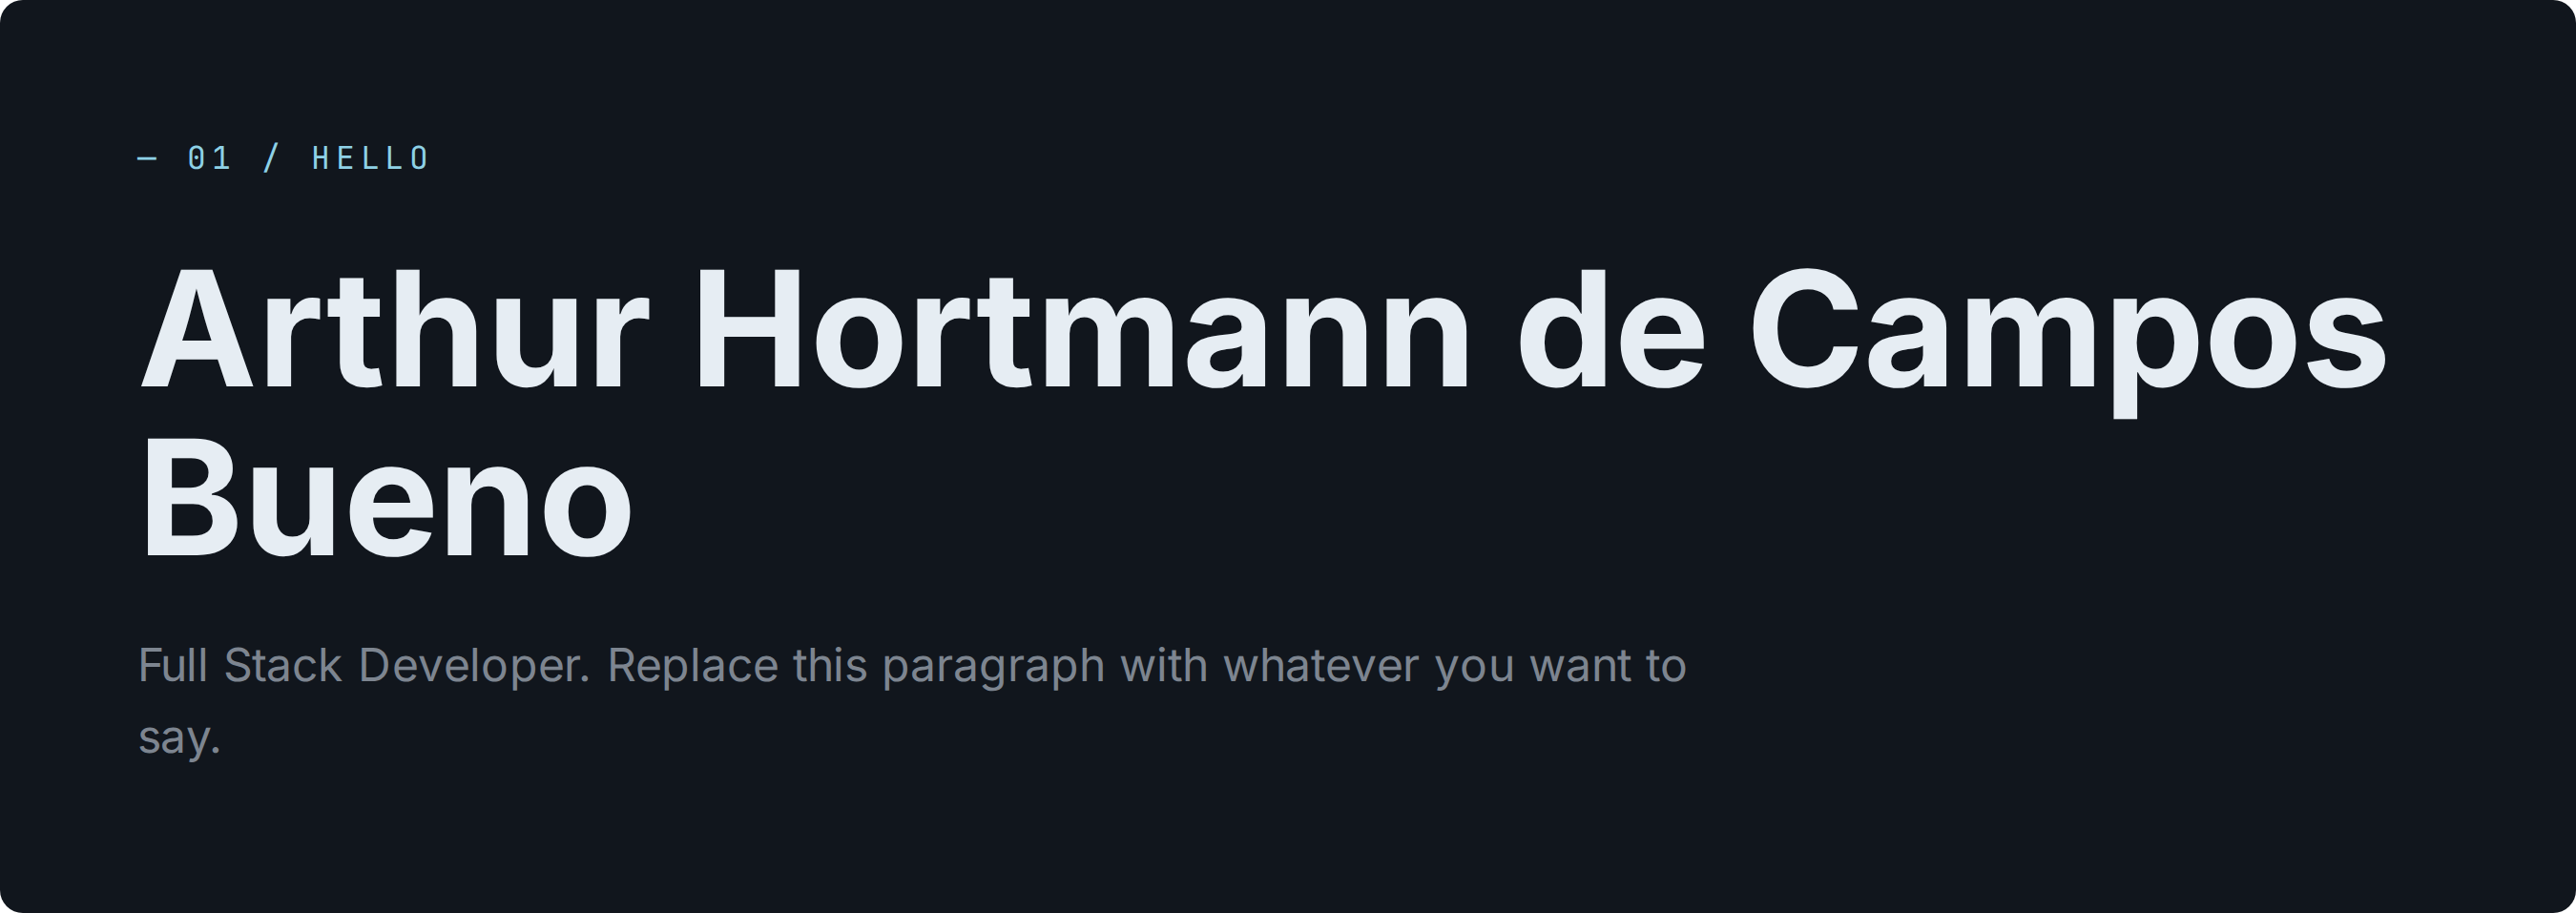 — 01 / HELLO
Arthur Hortmann de Campos
Bueno
Full Stack Developer. Replace this paragraph with whatever you want to
say.